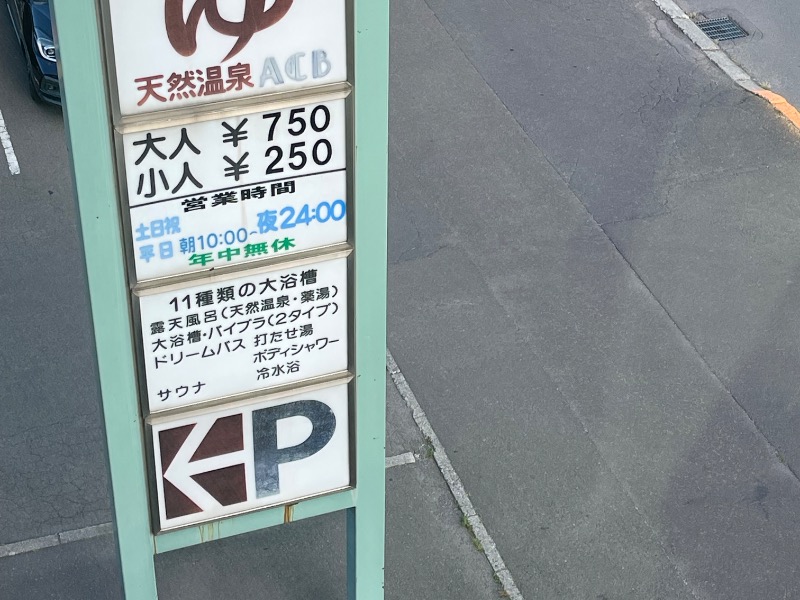 ゆ
天然温泉 ACB
大人 ¥ 750
小人 ¥ 250
営業時間
土日祝
平日 朝10:00~夜24:00
年中無休
11種類の大浴槽
露天風呂(天然温泉・薬湯)
大浴槽・バイブラ(2タイプ)
ドリームバス 打たせ湯
ボディシャワー
サウナ 冷水浴
P